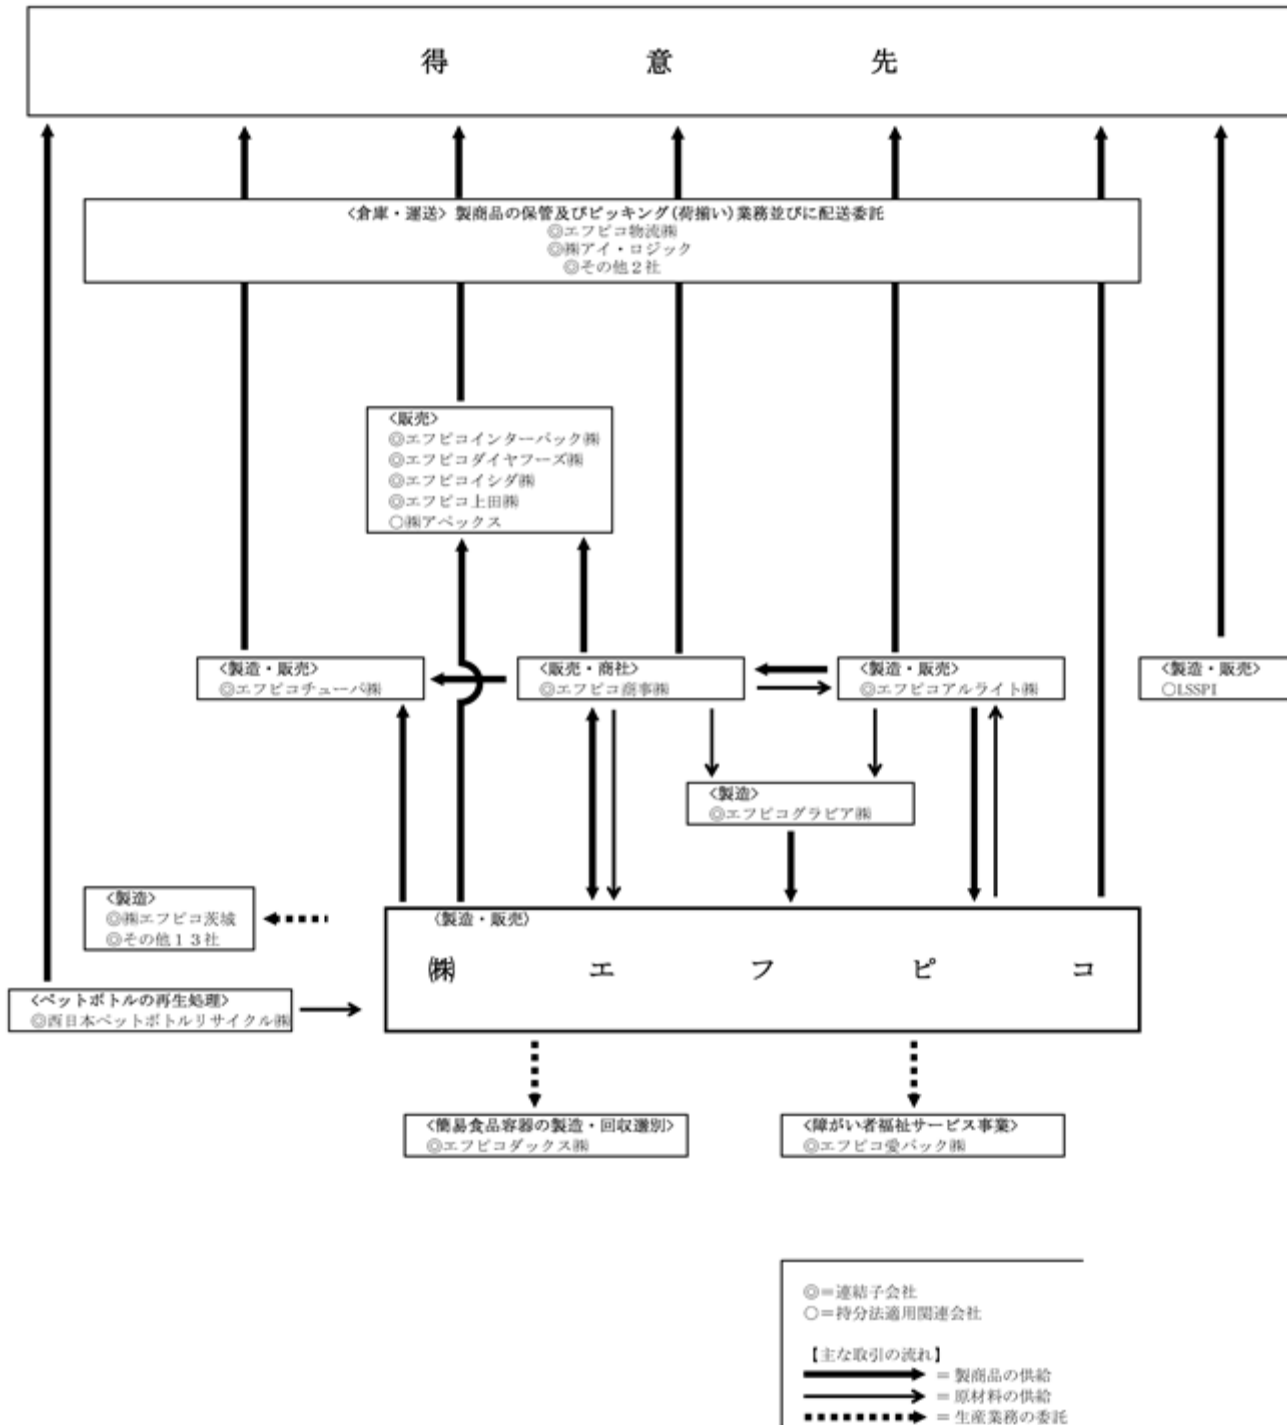 得意先
<倉庫・運送> 製商品の保管及びピッキング(荷揃い)業務並びに配送委託
◎エフピコ物流㈱
◎㈱アイ・ロジック
◎その他２社
<販売>
◎エフピコインターパック㈱
◎エフピコダイヤフーズ㈱
◎エフピコイシダ㈱
◎エフピコ上田㈱
○㈱アペックス
<製造・販売>
◎エフピコチューパ㈱
<販売・商社>
◎エフピコ商事㈱
<製造・販売>
◎エフピコアルライト㈱
<製造・販売>
○LSSPI
<製造>
◎エフピコグラビア㈱
<製造>
◎㈱エフピコ茨城
◎その他１３社
<製造・販売>
㈱エフピコ
<ペットボトルの再生処理>
◎西日本ペットボトルリサイクル㈱
<簡易食品容器の製造・回収選別>
◎エフピコダックス㈱
<障がい者福祉サービス事業>
◎エフピコ愛パック㈱
◎＝連結子会社
○＝持分法適用関連会社
【主な取引の流れ】
＝ 製商品の供給
＝ 原材料の供給
＝ 生産業務の委託